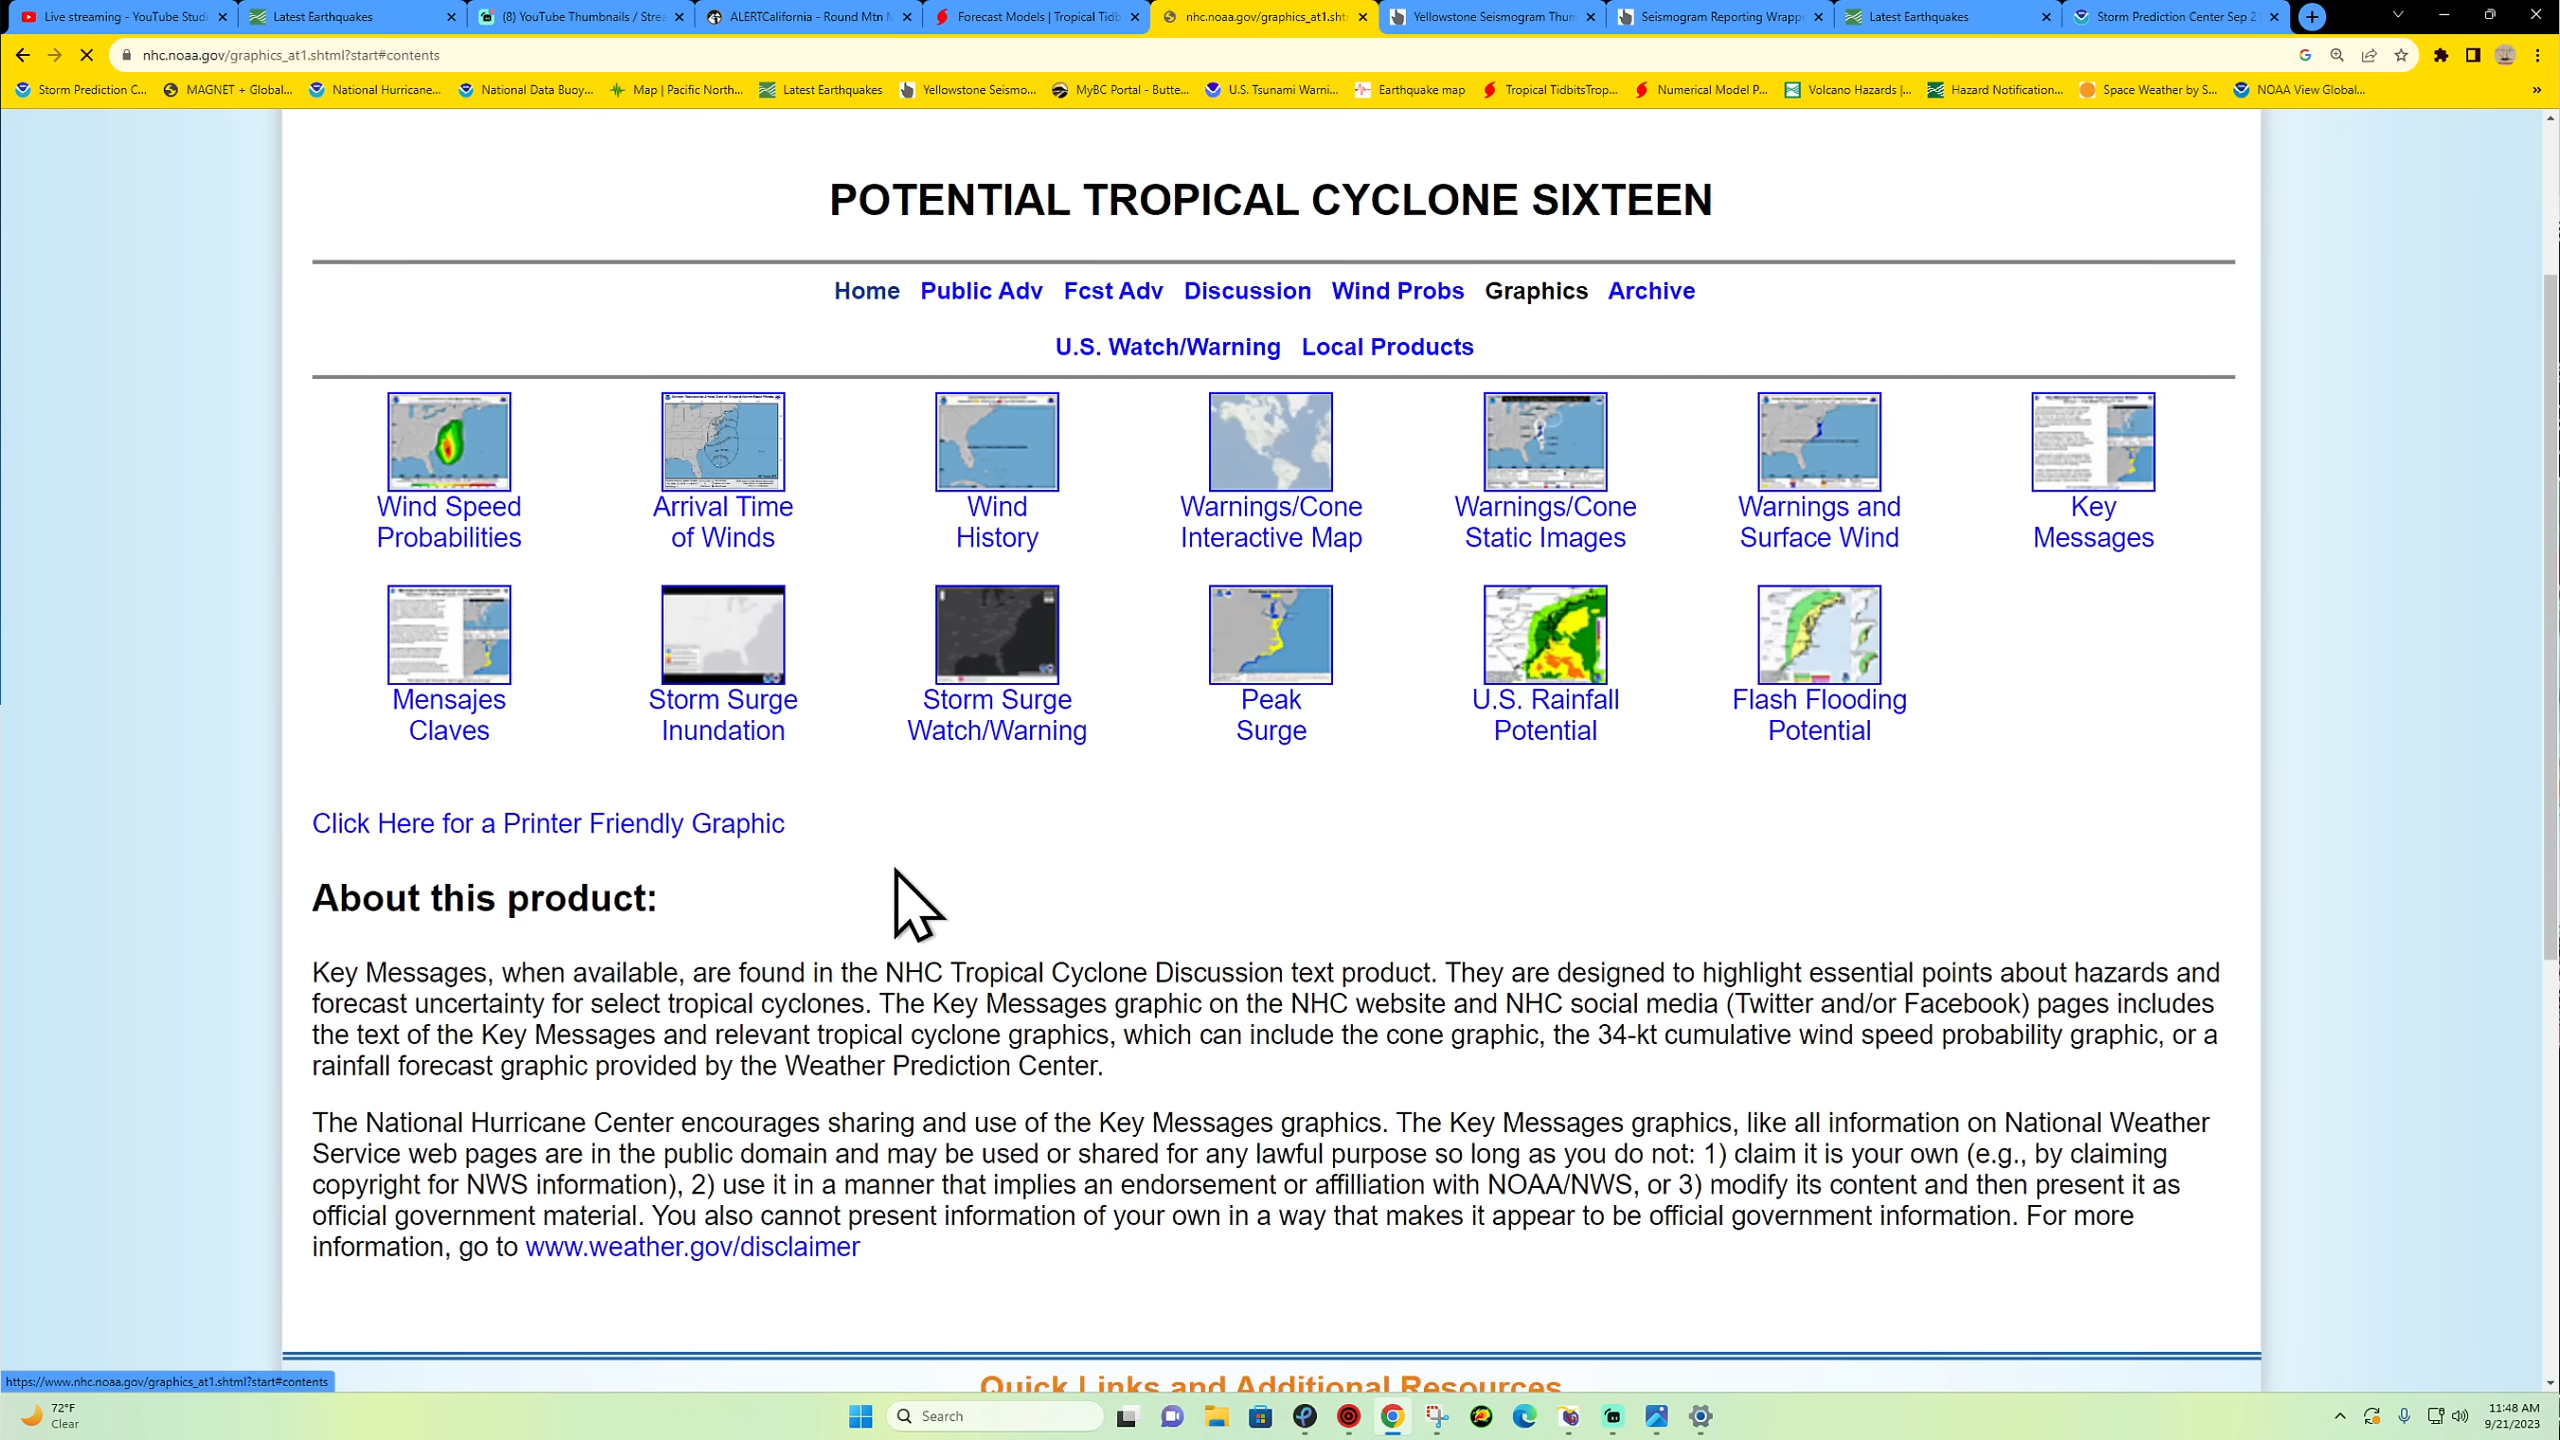 Live streaming - YouTube Studi
Latest Earthquakes
(8) YouTube Thumbnails / Strea
ALERTCalifornia - Round Mtn N
Forecast Models | Tropical Tidb
nhc.noaa.gov/graphics_at1.sht
Yellowstone Seismogram Thum
Seismogram Reporting Wrapp
Latest Earthquakes
Storm Prediction Center Sep 2
nhc.noaa.gov/graphics_at1.shtml?start#contents
Storm Prediction C...
MAGNET + Global...
National Hurricane...
National Data Buoy...
Map | Pacific North...
Latest Earthquakes
Yellowstone Seismo...
MyBC Portal - Butte...
U.S. Tsunami Warni...
Earthquake map
Tropical TidbitsTrop...
Numerical Model P...
Volcano Hazards |...
Hazard Notification...
Space Weather by S...
NOAA View Global...
POTENTIAL TROPICAL CYCLONE SIXTEEN
Home Public Adv Fcst Adv Discussion Wind Probs Graphics Archive
U.S. Watch/Warning Local Products
Wind Speed
Probabilities
Arrival Time
of Winds
Wind
History
Warnings/Cone
Interactive Map
Warnings/Cone
Static Images
Warnings and
Surface Wind
Key
Messages
Mensajes
Claves
Storm Surge
Inundation
Storm Surge
Watch/Warning
Peak
Surge
U.S. Rainfall
Potential
Flash Flooding
Potential
Click Here for a Printer Friendly Graphic
About this product:
Key Messages, when available, are found in the NHC Tropical Cyclone Discussion text product. They are designed to highlight essential points about hazards and
forecast uncertainty for select tropical cyclones. The Key Messages graphic on the NHC website and NHC social media (Twitter and/or Facebook) pages includes
the text of the Key Messages and relevant tropical cyclone graphics, which can include the cone graphic, the 34-kt cumulative wind speed probability graphic, or a
rainfall forecast graphic provided by the Weather Prediction Center.
The National Hurricane Center encourages sharing and use of the Key Messages graphics. The Key Messages graphics, like all information on National Weather
Service web pages are in the public domain and may be used or shared for any lawful purpose so long as you do not: 1) claim it is your own (e.g., by claiming
copyright for NWS information), 2) use it in a manner that implies an endorsement or affilliation with NOAA/NWS, or 3) modify its content and then present it as
official government material. You also cannot present information of your own in a way that makes it appear to be official government information. For more
information, go to www.weather.gov/disclaimer
Quick Links and Additional Resources
https://www.nhc.noaa.gov/graphics_at1.shtml?start#contents
72°F
Clear
Search
11:48 AM
9/21/2023